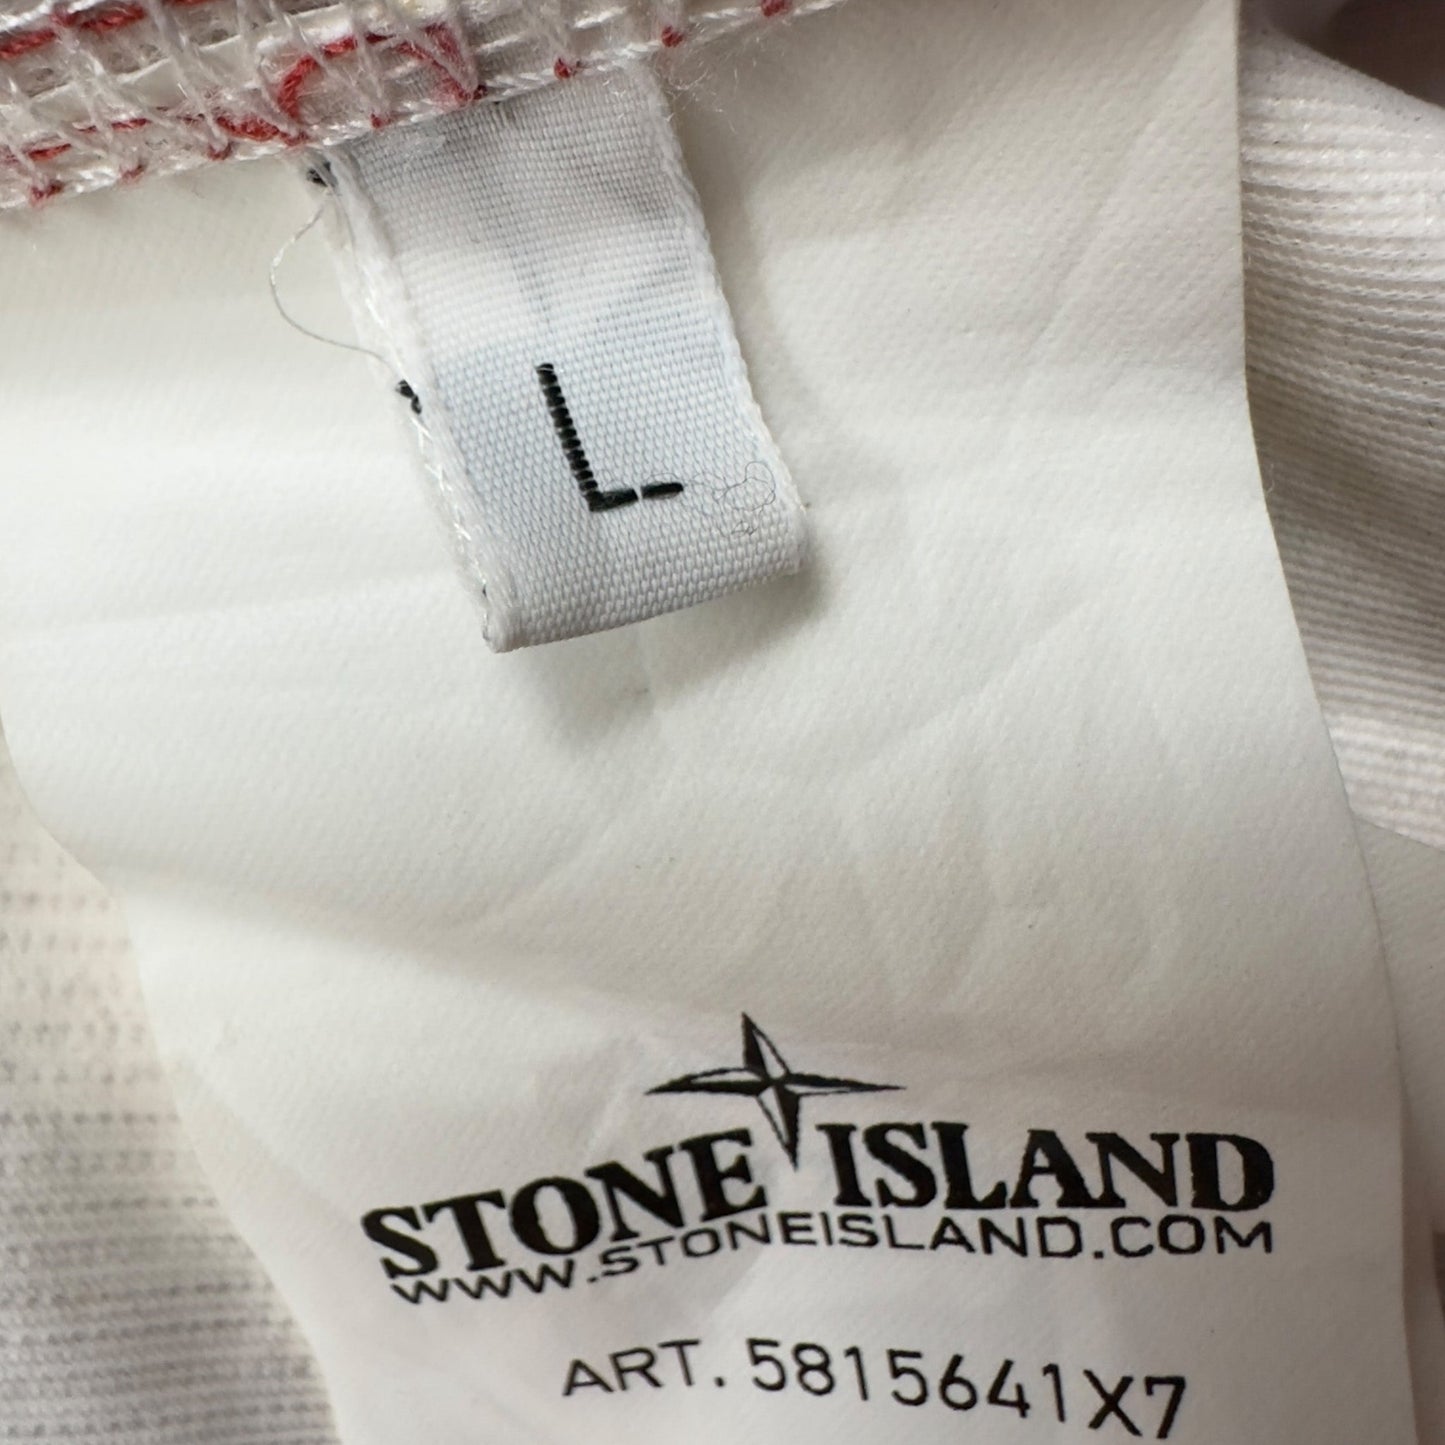 L
STONE ISLAND
WWW.STONEISLAND.COM
ART. 5815641X7